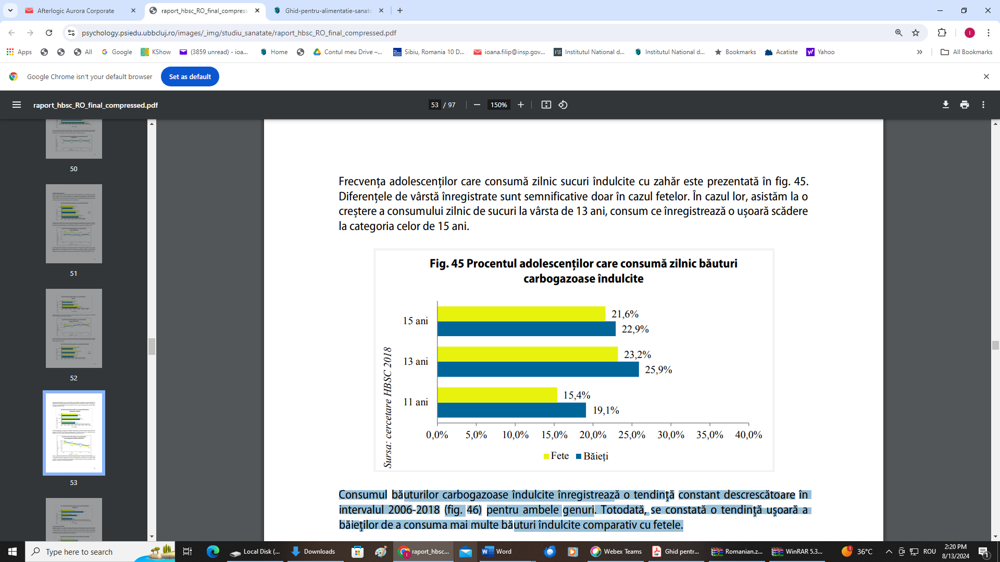 Afterlogic Aurora Corporate
raport_hbsc_RO_final_compress
Ghid-pentru-alimentatie-sanato
psychology.psiedu.ubbcluj.ro/images/_img/studiu_sanatate/raport_hbsc_RO_final_compressed.pdf
Apps
All
Google
KShow
(3859 unread) - ioa...
Home
Contul meu Drive –...
Sibiu, Romania 10 D...
ioana.filip@insp.gov...
Institutul National d...
Institutul National d...
Bookmarks
Acatiste
Yahoo
All Bookmarks
Google Chrome isn't your default browser
Set as default
raport_hbsc_RO_final_compressed.pdf
53 / 97
150%
50
51
52
53
Frecvența adolescenților care consumă zilnic sucuri îndulcite cu zahăr este prezentată în fig. 45.
Diferențele de vârstă înregistrate sunt semnificative doar în cazul fetelor. În cazul lor, asistăm la o
creștere a consumului zilnic de sucuri la vârsta de 13 ani, consum ce înregistrează o ușoară scădere
la categoria celor de 15 ani.
Fig. 45 Procentul adolescenților care consumă zilnic băuturi
carbogazoase îndulcite
15 ani
21,6%
22,9%
13 ani
23,2%
25,9%
11 ani
15,4%
19,1%
0,0% 5,0% 10,0% 15,0% 20,0% 25,0% 30,0% 35,0% 40,0%
Fete Băieți
Sursa: cercetare HBSC 2018
Consumul băuturilor carbogazoase îndulcite înregistrează o tendință constant descrescătoare în
intervalul 2006-2018 (fig. 46) pentru ambele genuri. Totodată, se constată o tendință ușoară a
băieților de a consuma mai multe băuturi îndulcite comparativ cu fetele.
Type here to search
Local Disk (...
Downloads
raport_hbsc...
Word
Webex Teams
Ghid pentr...
Romanian.z...
WinRAR 5.3...
1
36°C
ROU
2:20 PM
8/13/2024
1